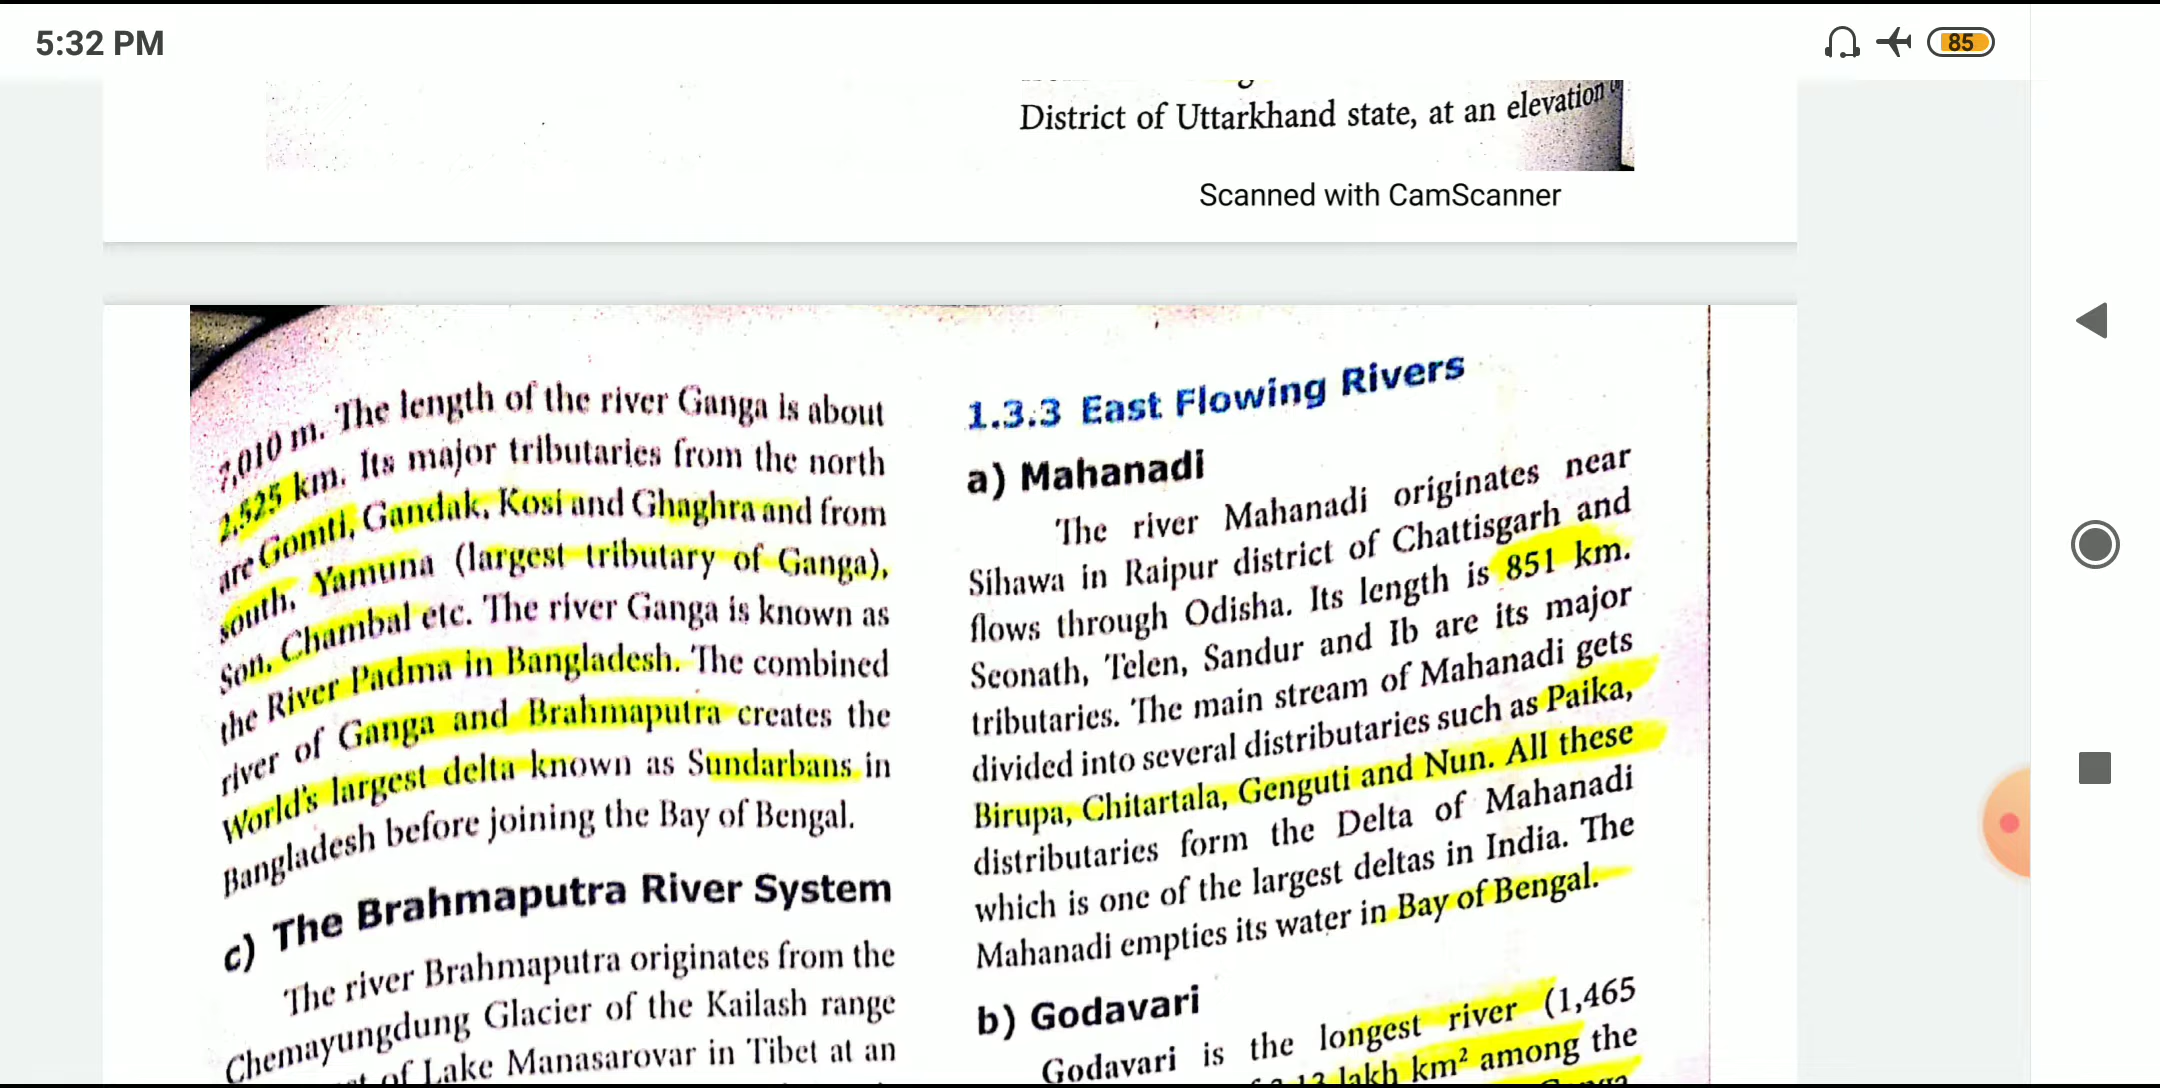 5:32 PM
85
District of Uttarkhand state, at an elevation
Scanned with CamScanner
7,010 m. The length of the river Ganga is about
2,525 km. Its major tributaries from the north
are Gomti, Gandak, Kosi and Ghaghra and from
south, Yamuna (largest tributary of Ganga),
Son, Chambal etc. The river Ganga is known as
the River Padma in Bangladesh. The combined
river of Ganga and Brahmaputra creates the
World's largest delta known as Sundarbans in
Bangladesh before joining the Bay of Bengal.
c) The Brahmaputra River System
The river Brahmaputra originates from the
Chemayungdung Glacier of the Kailash range
of Lake Manasarovar in Tibet at an
1.3.3 East Flowing Rivers
a) Mahanadi
The river Mahanadi originates near
Sihawa in Raipur district of Chattisgarh and
flows through Odisha. Its length is 851 km.
Seonath, Telen, Sandur and Ib are its major
tributaries. The main stream of Mahanadi gets
divided into several distributaries such as Paika,
Birupa, Chitartala, Genguti and Nun. All these
distributaries form the Delta of Mahanadi
which is one of the largest deltas in India. The
Mahanadi empties its water in Bay of Bengal.
b) Godavari
Godavari is the longest river (1,465
lakh km² among the